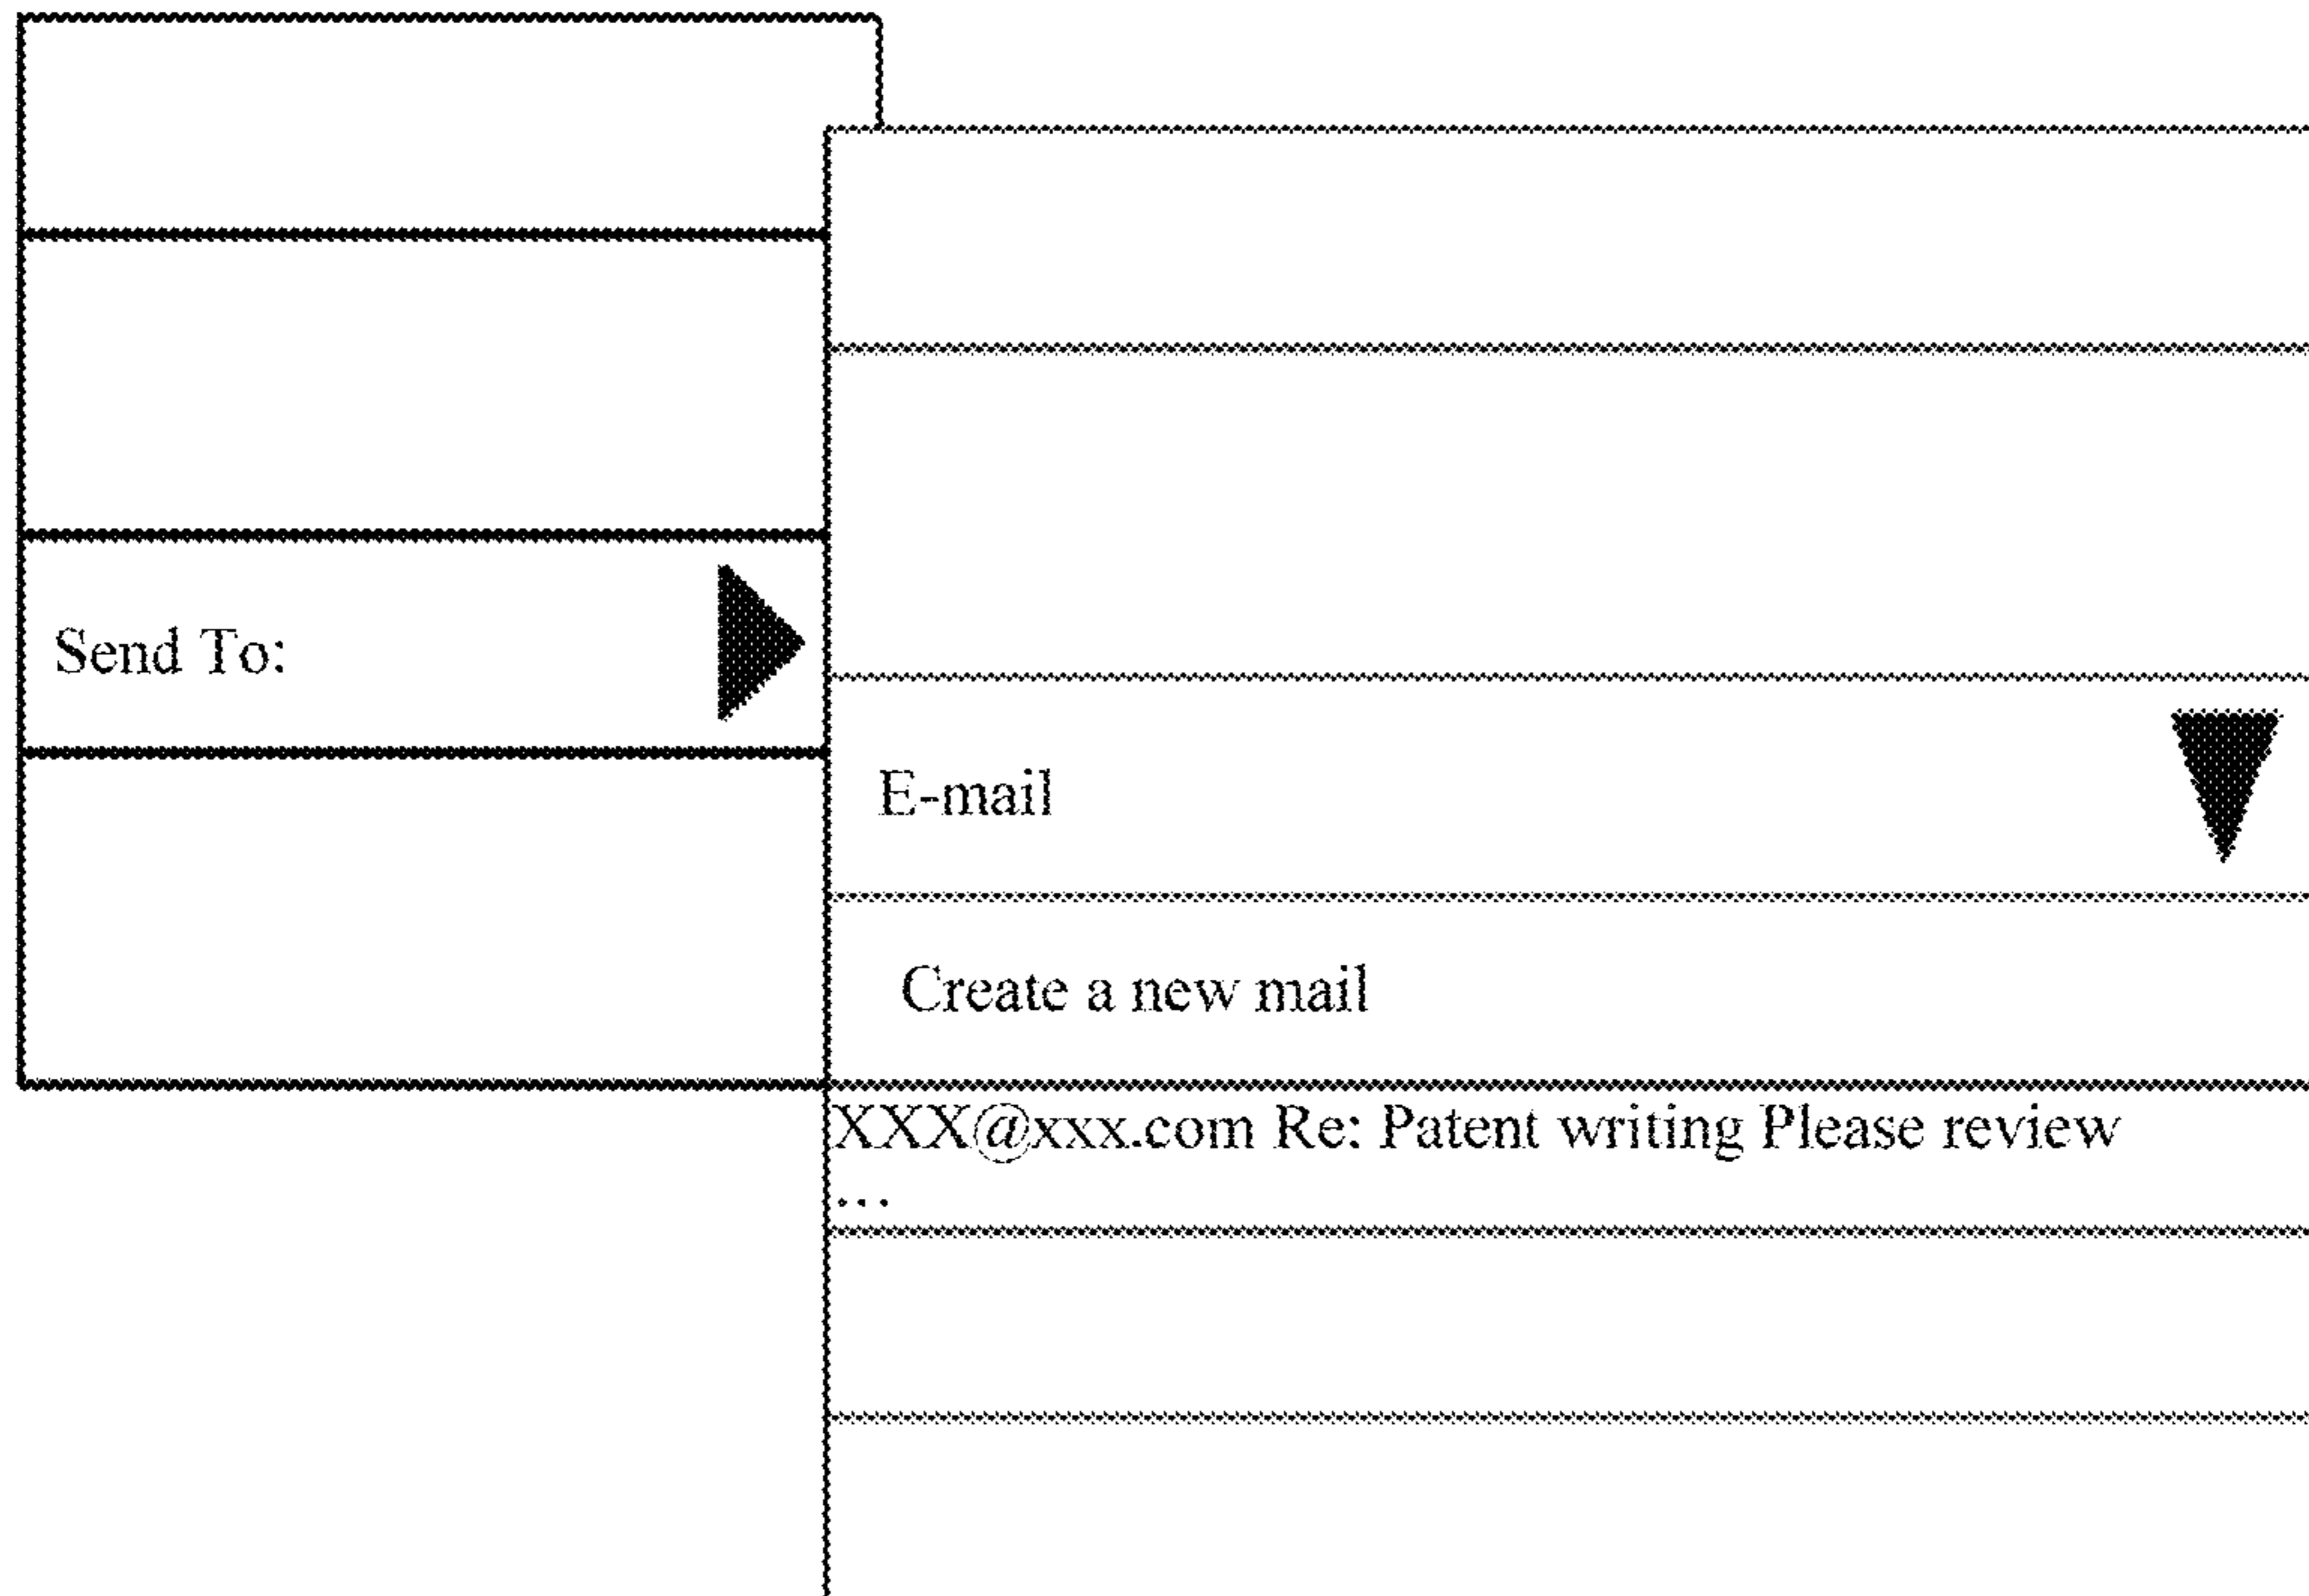 Send To:
E-mail
Create a new mail
XXX@xxx.com Re: Patent writing Please review
...